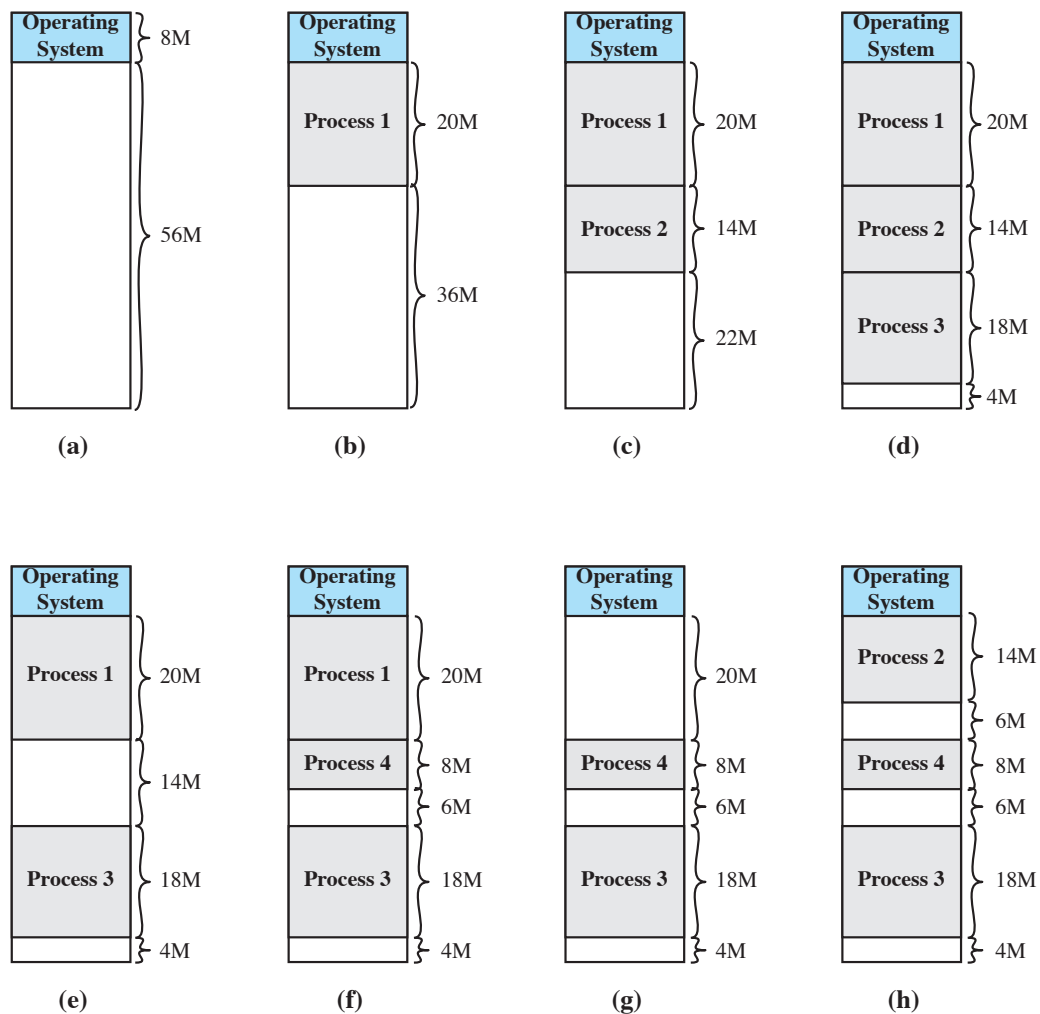 Operating
System
8M
56M
(a)
Operating
System
Process 1
20M
36M
(b)
Operating
System
Process 1
20M
Process 2
14M
22M
(c)
Operating
System
Process 1
20M
Process 2
14M
Process 3
18M
4M
(d)
Operating
System
Process 1
20M
14M
Process 3
18M
4M
(e)
Operating
System
Process 1
20M
Process 4
8M
6M
Process 3
18M
4M
(f)
Operating
System
20M
Process 4
8M
6M
Process 3
18M
4M
(g)
Operating
System
Process 2
14M
6M
Process 4
8M
6M
Process 3
18M
4M
(h)